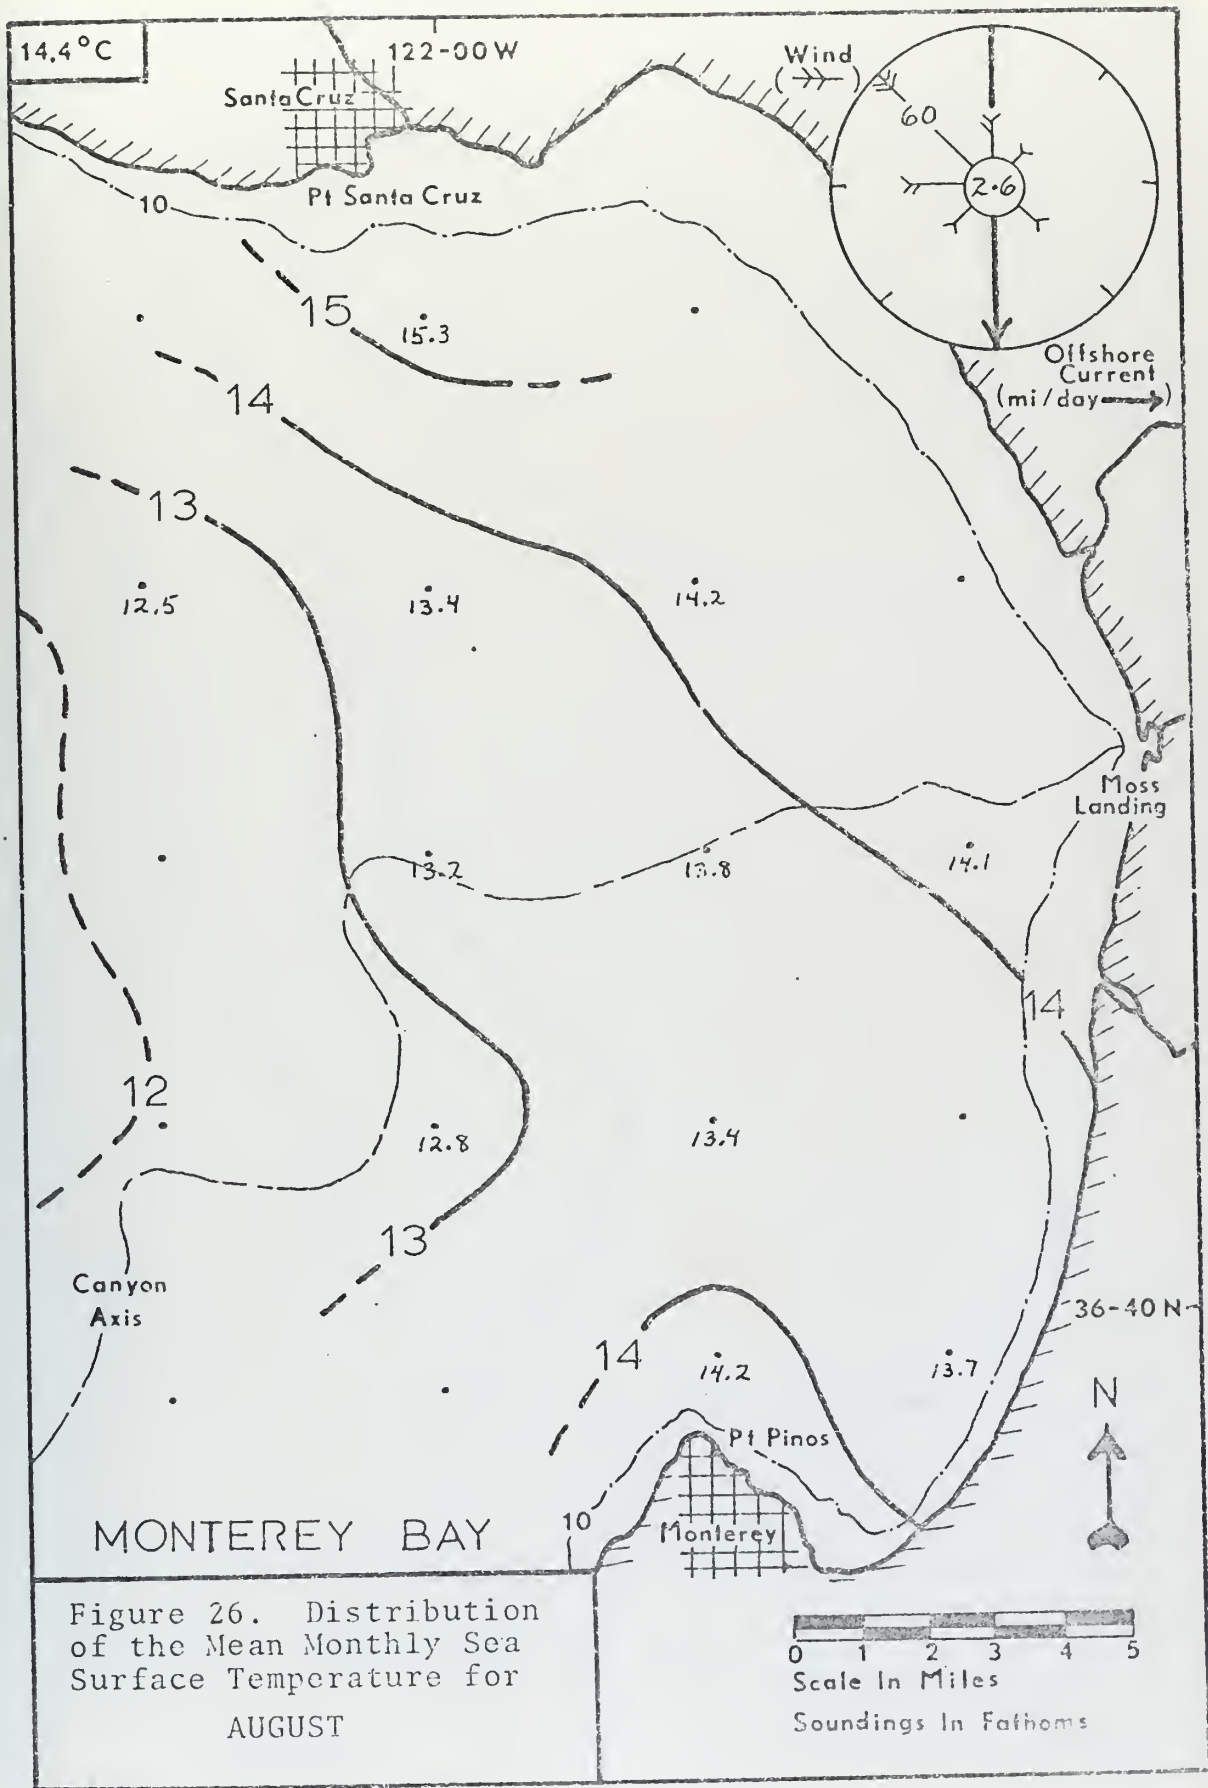 14.4°C
122-00W
Wind
Santa Cruz
60
2.6
10
Pt Santa Cruz
15
15.3
Offshore
Current
(mi/day
)
14
13
12.5
13.4
14.2
Moss
Landing
13.2
13.8
14.1
14
12
12.8
13.4
13
Canyon
Axis
36-40N
14
14.2
13.7
N
Pt Pinos
10
Monterey
MONTEREY BAY
Figure 26. Distribution
of the Mean Monthly Sea
Surface Temperature for
AUGUST
0 1 2 3 4 5
Scale In Miles
Soundings In Fathoms